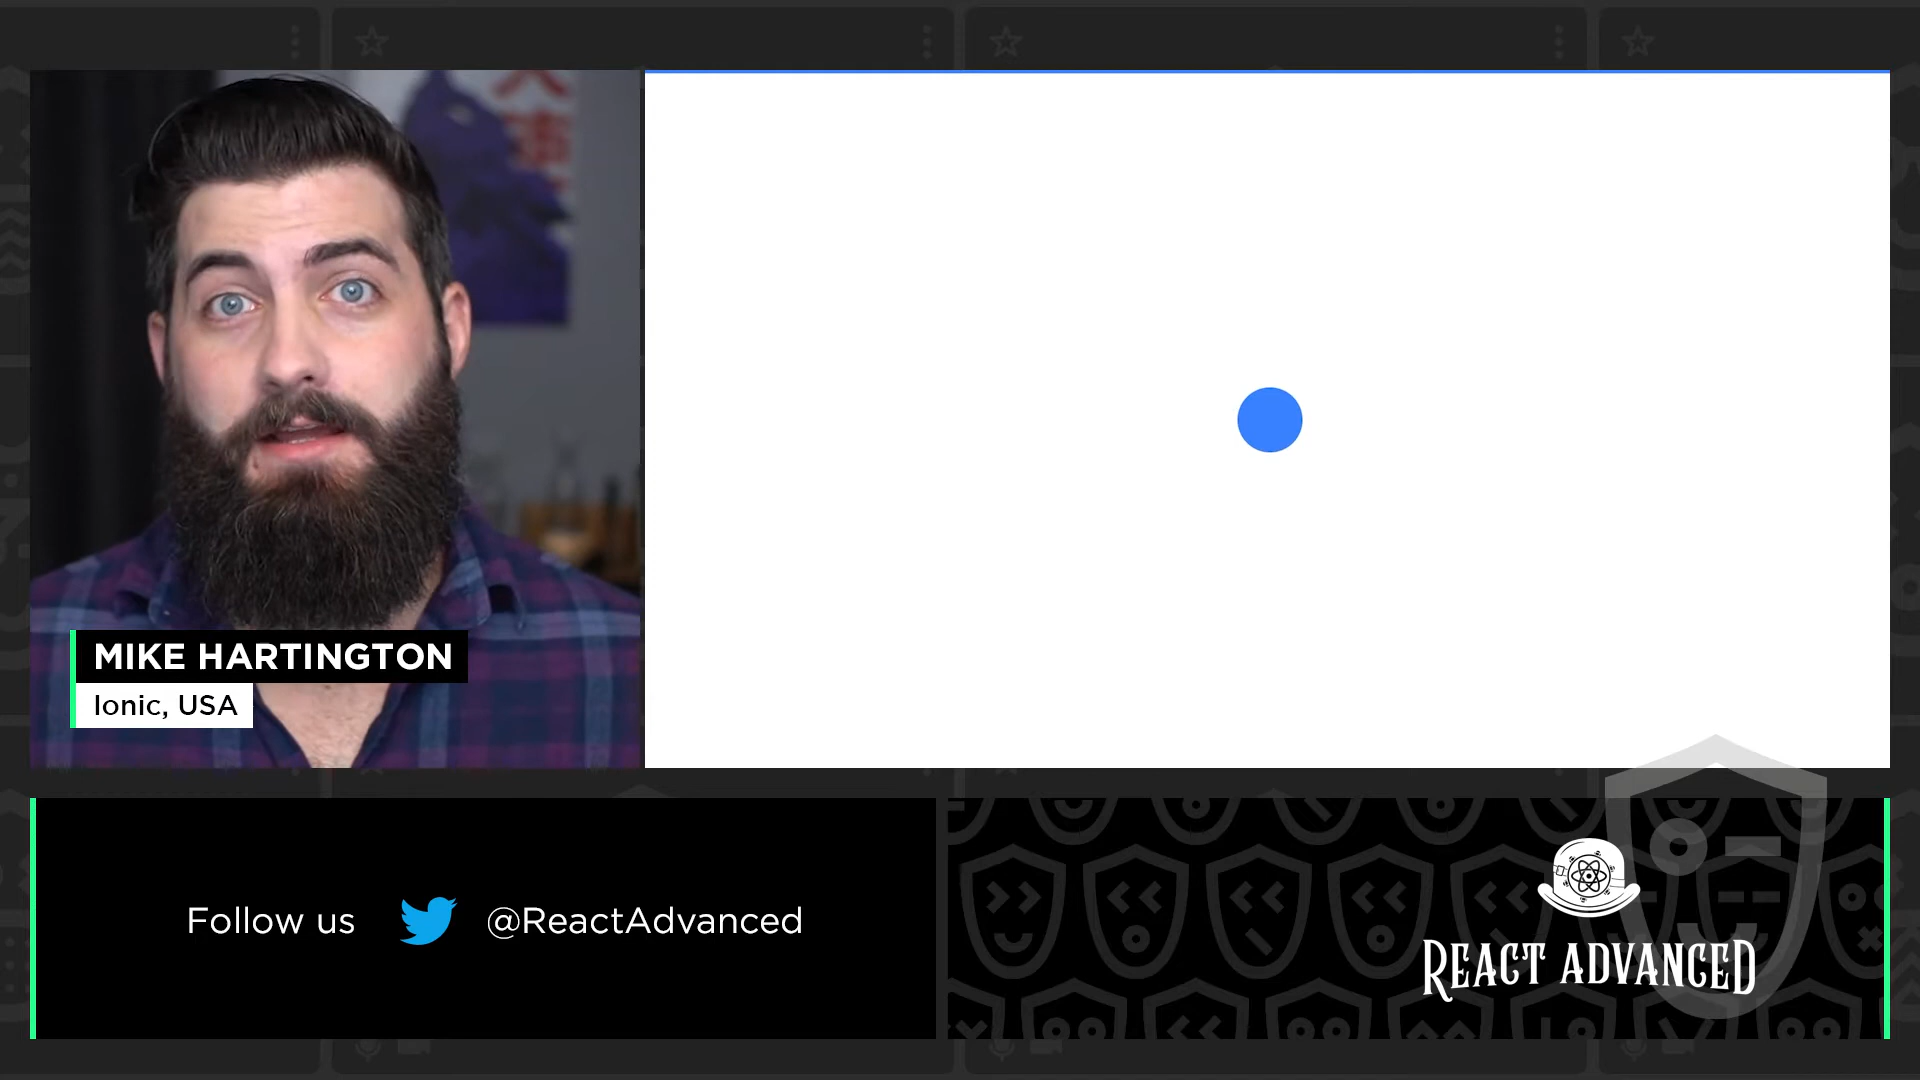 MIKE HARTINGTON
Ionic, USA
Follow us @ReactAdvanced
REACT ADVANCED